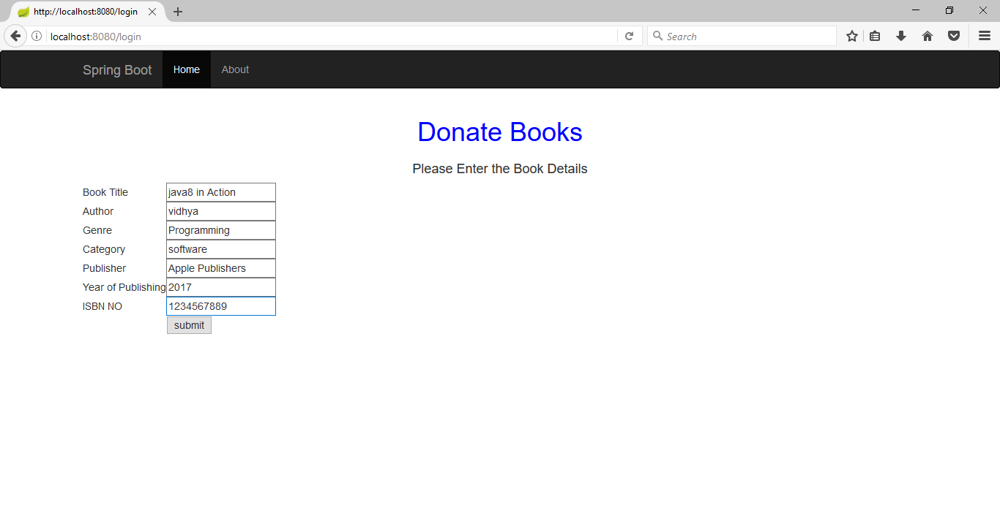 http://localhost:8080/login
localhost:8080/login
Search
Spring Boot Home About
Donate Books
Please Enter the Book Details
Book Title java8 in Action
Author vidhya
Genre Programming
Category software
Publisher Apple Publishers
Year of Publishing 2017
ISBN NO 1234567889
submit